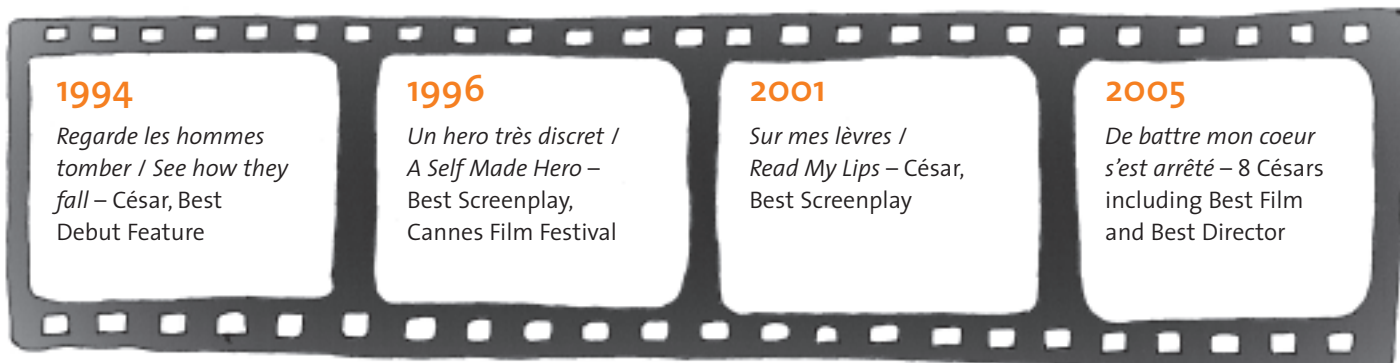 1994
Regarde les hommes
tomber / See how they
fall – César, Best
Debut Feature
1996
Un hero très discret /
A Self Made Hero –
Best Screenplay,
Cannes Film Festival
2001
Sur mes lèvres /
Read My Lips – César,
Best Screenplay
2005
De battre mon coeur
s’est arrêté – 8 Césars
including Best Film
and Best Director